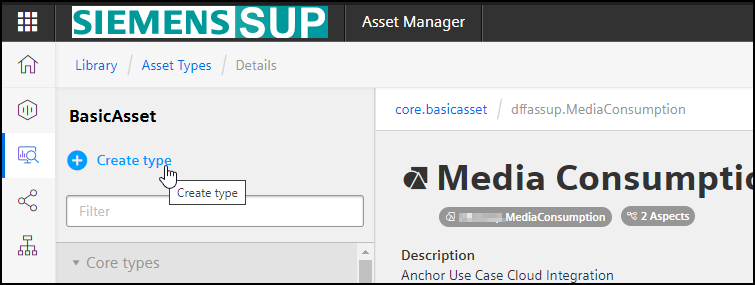 SIEMENS SUP Asset Manager
Library / Asset Types / Details
BasicAsset
Create type
Create type
Filter
Core types
core.basicasset / dffassup.MediaConsumption
Media Consumptio
.MediaConsumption
2 Aspects
Description
Anchor Use Case Cloud Integration